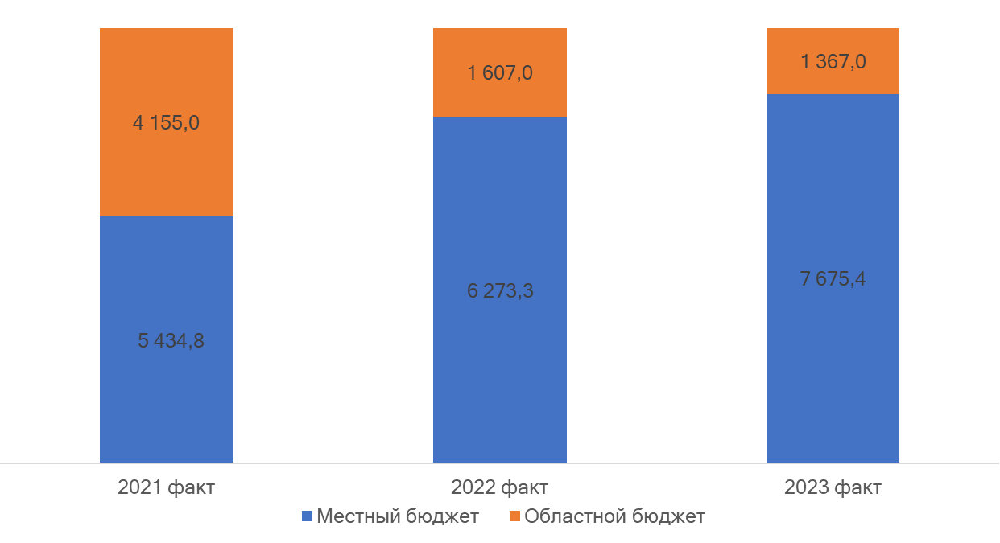 4 155,0
1 607,0
1 367,0
5 434,8
6 273,3
7 675,4
2021 факт
2022 факт
2023 факт
Местный бюджет
Областной бюджет